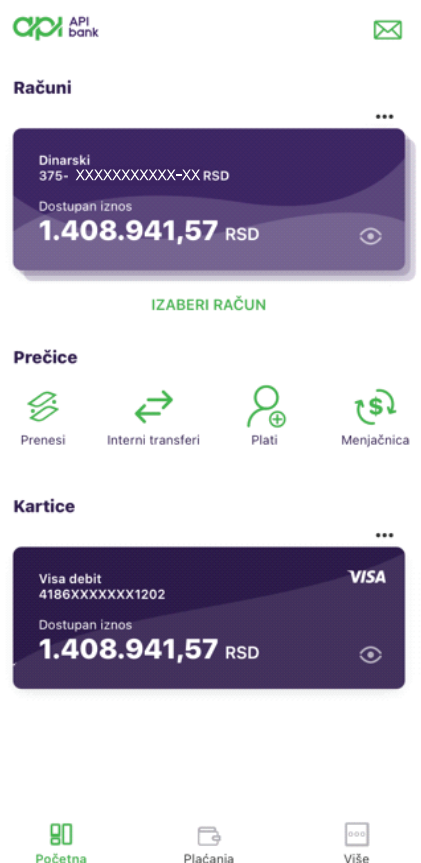 api API bank
Računi
Dinarski
375- XXXXXXXXXXX-XX RSD
Dostupan iznos
1.408.941,57 RSD
IZABERI RAČUN
Prečice
Prenesi Interni transferi Plati Menjačnica
Kartice
Visa debit VISA
4186XXXXXXX1202
Dostupan iznos
1.408.941,57 RSD
Početna Plaćanja Više